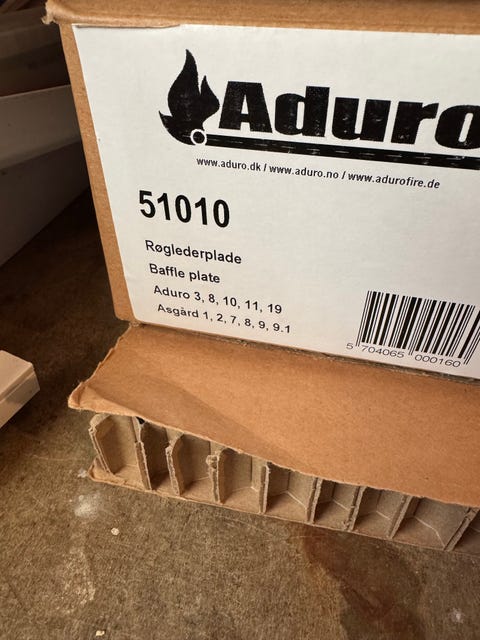 Aduro
www.aduro.dk / www.aduro.no / www.adurofire.de
51010
Røglederplade
Baffle plate
Aduro 3, 8, 10, 11, 19
Asgård 1, 2, 7, 8, 9, 9.1
5 704065 000160